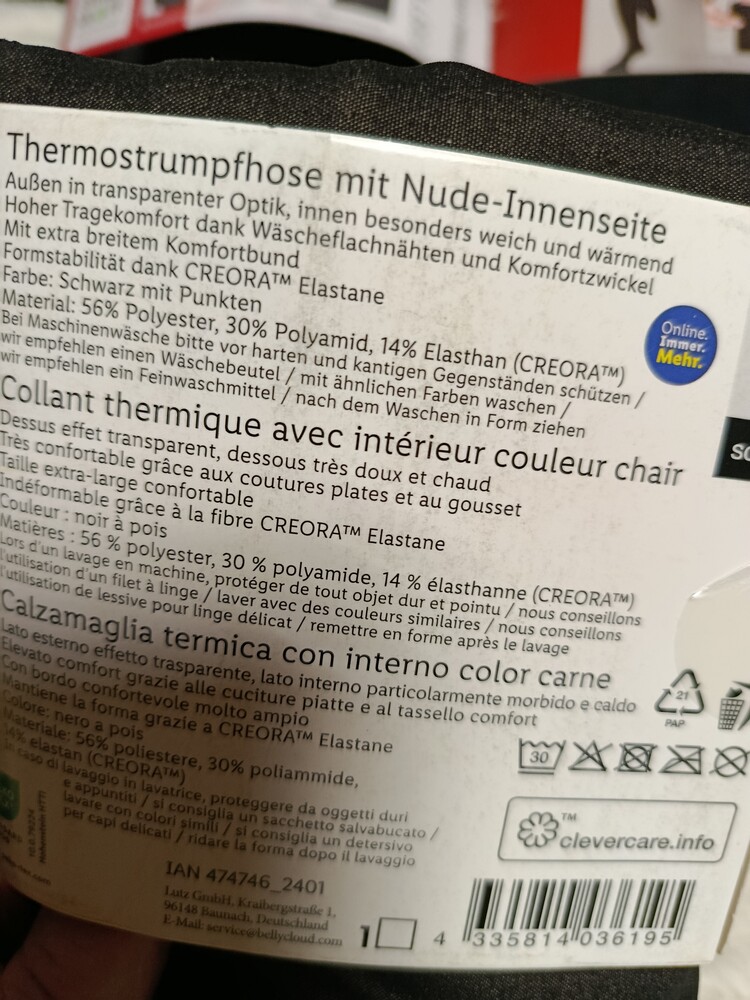 Thermostrumpfhose mit Nude-Innenseite
Außen in transparenter Optik, innen besonders weich und wärmend
Hoher Tragekomfort dank Wäscheflachnähten und Komfortzwickel
Mit extra breitem Komfortbund
Formstabilität dank CREORA™ Elastane
Farbe: Schwarz mit Punkten
Material: 56% Polyester, 30% Polyamid, 14% Elasthan (CREORA™)
Bei Maschinenwäsche bitte vor harten und kantigen Gegenständen schützen /
wir empfehlen einen Wäschebeutel / mit ähnlichen Farben waschen /
wir empfehlen ein Feinwaschmittel / nach dem Waschen in Form ziehen
Online.
Immer.
Mehr.
Collant thermique avec intérieur couleur chair
Dessus effet transparent, dessous très doux et chaud
Très confortable grâce aux coutures plates et au gousset
Taille extra-large confortable
Indéformable grâce à la fibre CREORA™ Elastane
Couleur : noir à pois
Matières : 56 % polyester, 30 % polyamide, 14 % élasthanne (CREORA™)
Lors d'un lavage en machine, protéger de tout objet dur et pointu / nous conseillons
l'utilisation d'un filet à linge / laver avec des couleurs similaires / nous conseillons
l'utilisation de lessive pour linge délicat / remettre en forme après le lavage
Calzamaglia termica con interno color carne
Lato esterno effetto trasparente, lato interno particolarmente morbido e caldo
Elevato comfort grazie alle cuciture piatte e al tassello comfort
Con bordo confortevole molto ampio
Mantiene la forma grazie a CREORA™ Elastane
Colore: nero a pois
Materiale: 56% poliestere, 30% poliammide,
14% elastan (CREORA™)
In caso di lavaggio in lavatrice, proteggere da oggetti duri
e appuntiti / si consiglia un sacchetto salvabucato /
lavare con colori simili / si consiglia un detersivo
per capi delicati / ridare la forma dopo il lavaggio
21
PAP
30
™
clevercare.info
IAN 474746_2401
Lutz GmbH, Kraibergstraße 1,
96148 Baunach, Deutschland
E-Mail: service@bellycloud.com
1
4 335814 036195